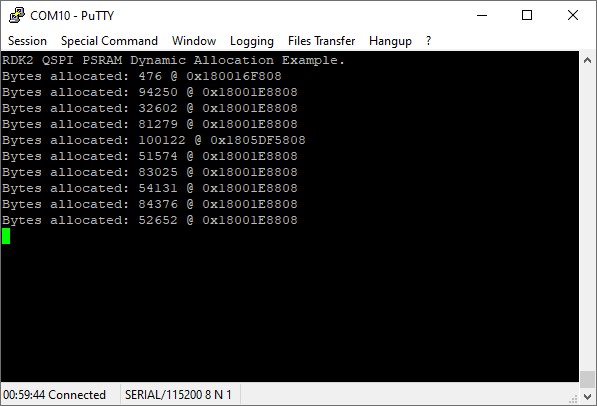 COM10 - PuTTY
Session Special Command Window Logging Files Transfer Hangup ?
RDK2 QSPI PSRAM Dynamic Allocation Example.
Bytes allocated: 476 @ 0x180016F808
Bytes allocated: 94250 @ 0x18001E8808
Bytes allocated: 32602 @ 0x18001E8808
Bytes allocated: 81279 @ 0x18001E8808
Bytes allocated: 100122 @ 0x1805DF5808
Bytes allocated: 51574 @ 0x18001E8808
Bytes allocated: 83025 @ 0x18001E8808
Bytes allocated: 54131 @ 0x18001E8808
Bytes allocated: 84376 @ 0x18001E8808
Bytes allocated: 52652 @ 0x18001E8808
00:59:44 Connected SERIAL/115200 8 N 1